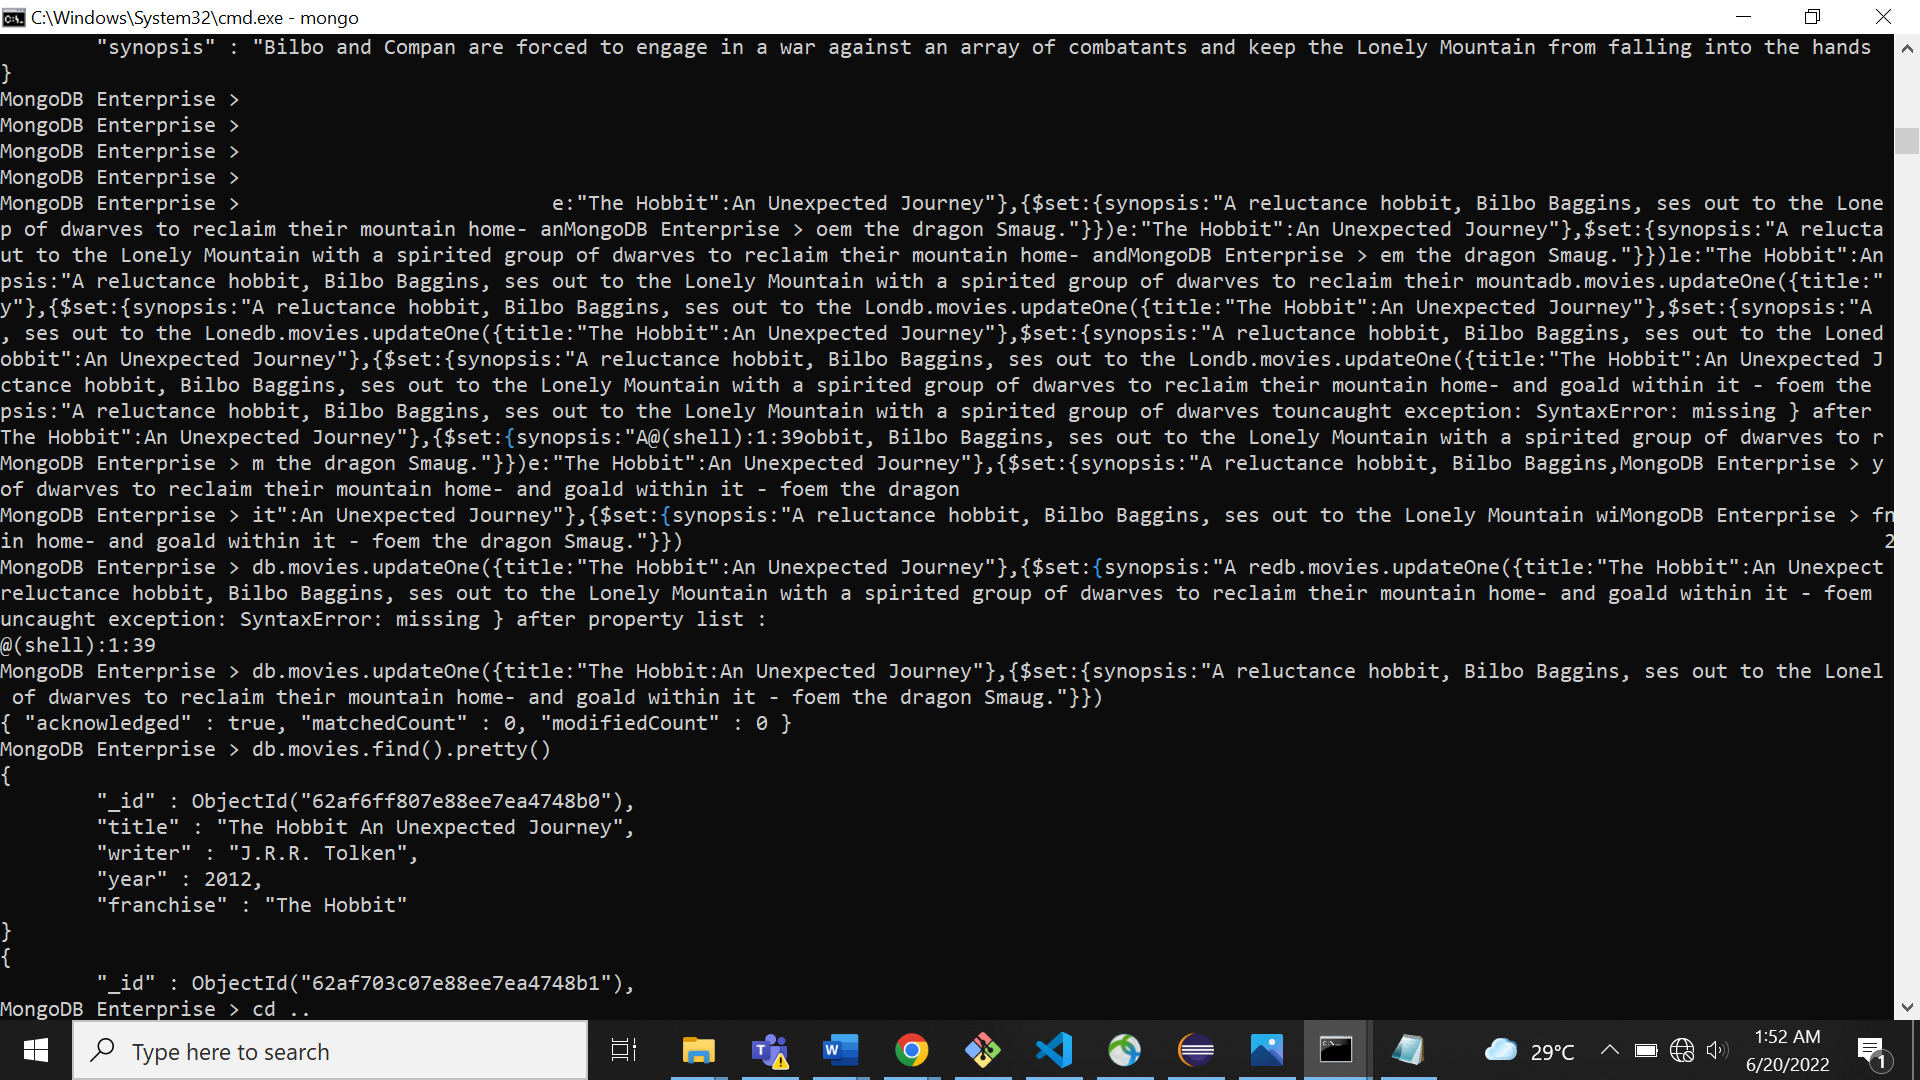 C:\Windows\System32\cmd.exe - mongo
"synopsis" : "Bilbo and Compan are forced to engage in a war against an array of combatants and keep the Lonely Mountain from falling into the hands
}
MongoDB Enterprise >
MongoDB Enterprise >
MongoDB Enterprise >
MongoDB Enterprise >
MongoDB Enterprise > e:"The Hobbit":An Unexpected Journey"},{$set:{synopsis:"A reluctance hobbit, Bilbo Baggins, ses out to the Lone
p of dwarves to reclaim their mountain home- anMongoDB Enterprise > oem the dragon Smaug."}})e:"The Hobbit":An Unexpected Journey"},$set:{synopsis:"A relucta
ut to the Lonely Mountain with a spirited group of dwarves to reclaim their mountain home- andMongoDB Enterprise > em the dragon Smaug."}})le:"The Hobbit":An
psis:"A reluctance hobbit, Bilbo Baggins, ses out to the Lonely Mountain with a spirited group of dwarves to reclaim their mountadb.movies.updateOne({title:"
y"},{$set:{synopsis:"A reluctance hobbit, Bilbo Baggins, ses out to the Londb.movies.updateOne({title:"The Hobbit":An Unexpected Journey"},$set:{synopsis:"A
, ses out to the Lonedb.movies.updateOne({title:"The Hobbit":An Unexpected Journey"},$set:{synopsis:"A reluctance hobbit, Bilbo Baggins, ses out to the Loned
obbit":An Unexpected Journey"},{$set:{synopsis:"A reluctance hobbit, Bilbo Baggins, ses out to the Londb.movies.updateOne({title:"The Hobbit":An Unexpected J
ctance hobbit, Bilbo Baggins, ses out to the Lonely Mountain with a spirited group of dwarves to reclaim their mountain home- and goald within it - foem the
psis:"A reluctance hobbit, Bilbo Baggins, ses out to the Lonely Mountain with a spirited group of dwarves touncaught exception: SyntaxError: missing } after
The Hobbit":An Unexpected Journey"},{$set:{synopsis:"A@(shell):1:39obbit, Bilbo Baggins, ses out to the Lonely Mountain with a spirited group of dwarves to r
MongoDB Enterprise > m the dragon Smaug."}})e:"The Hobbit":An Unexpected Journey"},{$set:{synopsis:"A reluctance hobbit, Bilbo Baggins,MongoDB Enterprise > y
of dwarves to reclaim their mountain home- and goald within it - foem the dragon
MongoDB Enterprise > it":An Unexpected Journey"},{$set:{synopsis:"A reluctance hobbit, Bilbo Baggins, ses out to the Lonely Mountain wiMongoDB Enterprise > fn
in home- and goald within it - foem the dragon Smaug."}}) 2
MongoDB Enterprise > db.movies.updateOne({title:"The Hobbit":An Unexpected Journey"},{$set:{synopsis:"A redb.movies.updateOne({title:"The Hobbit":An Unexpect
reluctance hobbit, Bilbo Baggins, ses out to the Lonely Mountain with a spirited group of dwarves to reclaim their mountain home- and goald within it - foem
uncaught exception: SyntaxError: missing } after property list :
@(shell):1:39
MongoDB Enterprise > db.movies.updateOne({title:"The Hobbit:An Unexpected Journey"},{$set:{synopsis:"A reluctance hobbit, Bilbo Baggins, ses out to the Lonel
of dwarves to reclaim their mountain home- and goald within it - foem the dragon Smaug."}})
{ "acknowledged" : true, "matchedCount" : 0, "modifiedCount" : 0 }
MongoDB Enterprise > db.movies.find().pretty()
{
"_id" : ObjectId("62af6ff807e88ee7ea4748b0"),
"title" : "The Hobbit An Unexpected Journey",
"writer" : "J.R.R. Tolken",
"year" : 2012,
"franchise" : "The Hobbit"
}
{
"_id" : ObjectId("62af703c07e88ee7ea4748b1"),
MongoDB Enterprise > cd ..
Type here to search
29°C
1:52 AM
6/20/2022
1